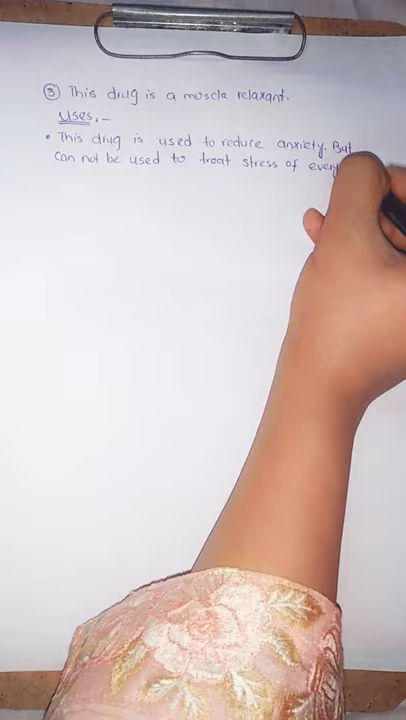 ③ This drug is a muscla relaxant.
Uses,-
• This drug is used to reduce anxiety. But
Can not be used to treat stress of every